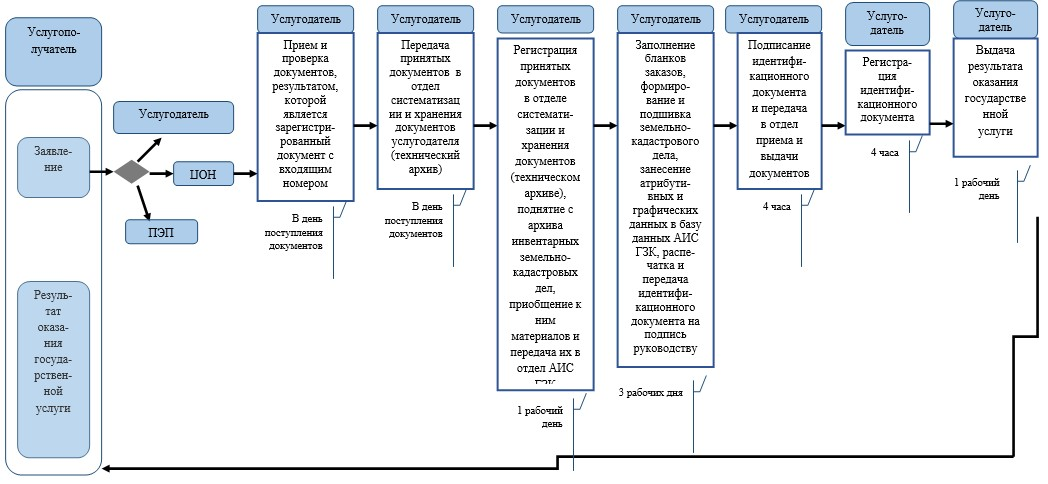 Услугопо-
лучатель
Заявле-
ние
Резуль-
тат
оказа-
ния
госуда-
рствен-
ной
услуги
Услугодатель
ЦОН
ПЭП
Услугодатель
Прием и
проверка
документов,
результатом,
которой
является
зарегистри-
рованный
документ с
входящим
номером
В день
поступления
документов
Услугодатель
Передача
принятых
документов в
отдел
систематизац
ии и хранения
документов
услугодателя
(технический
архив)
В день
поступления
документов
Услугодатель
Регистрация
принятых
документов
в отделе
системати-
зации и
хранения
документов
(техническом
архиве),
поднятие с
архива
инвентарных
земельно-
кадастровых
дел,
приобщение к
ним
материалов и
передача их в
отдел АИС
ГЗК
1 рабочий
день
Услугодатель
Заполнение
бланков
заказов,
формиро-
вание и
подшивка
земельно-
кадастрового
дела,
занесение
атрибути-
вных и
графических
данных в базу
данных АИС
ГЗК, распе-
чатка и
передача
идентифи-
кационного
документа на
подпись
руководству
3 рабочих дня
Услугодатель
Подписание
идентифи-
кационного
документа
и передача
в отдел
приема и
выдачи
документов
4 часа
Услуго-
датель
Регистра-
ция
идентифи-
кационного
документа
4 часа
Услуго-
датель
Выдача
результата
оказания
государстве
нной
услуги
1 рабочий
день